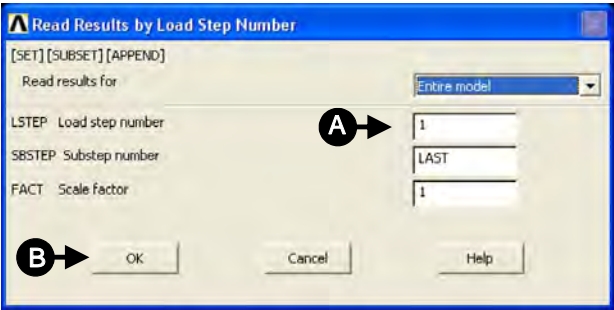 Read Results by Load Step Number
[SET] [SUBSET] [APPEND]
Read results for Entire model
LSTEP Load step number A 1
SBSTEP Substep number LAST
FACT Scale factor 1
B OK Cancel Help